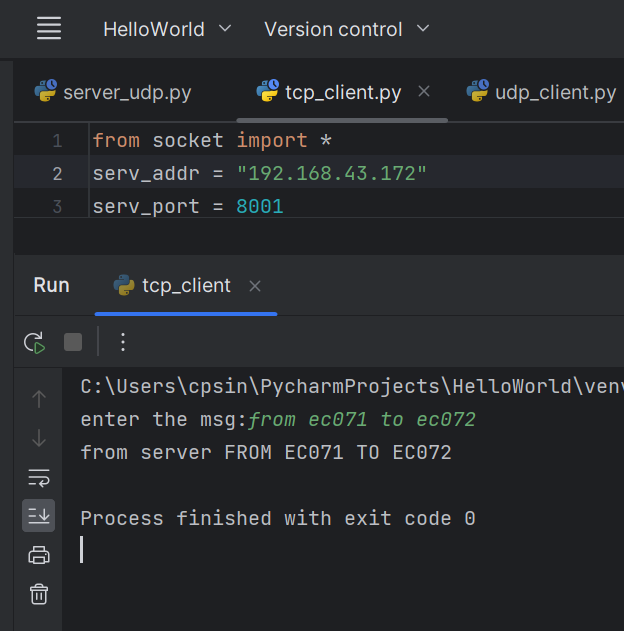 HelloWorld Version control
server_udp.py tcp_client.py udp_client.py
1 from socket import *
2 serv_addr = "192.168.43.172"
3 serv_port = 8001
Run tcp_client
C:\Users\cpsin\PycharmProjects\HelloWorld\venv
enter the msg:from ec071 to ec072
from server FROM EC071 TO EC072
Process finished with exit code 0